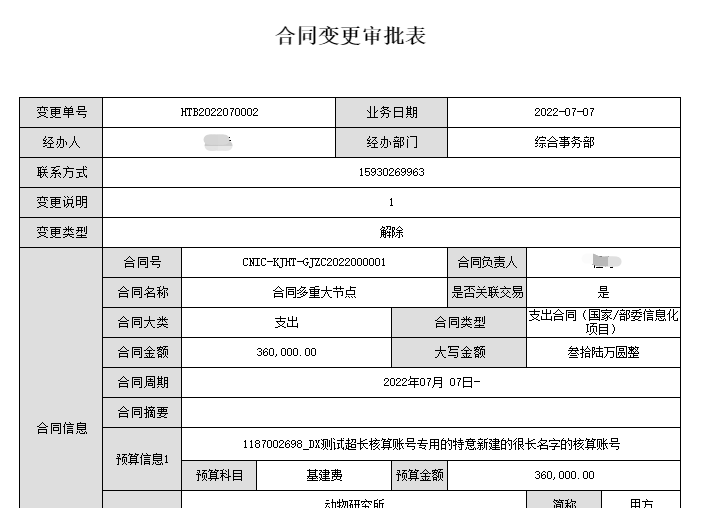 合同变更审批表
变更单号 HTB2022070002 业务日期 2022-07-07
经办人 经办部门 综合事务部
联系方式 15930269963
变更说明 1
变更类型 解除
合同信息
合同号 CNIC-KJHT-GJZC2022000001 合同负责人
合同名称 合同多重大节点 是否关联交易 是
合同大类 支出 合同类型 支出合同（国家/部委信息化
项目）
合同金额 360,000.00 大写金额 叁拾陆万圆整
合同周期 2022年07月 07日-
合同摘要
预算信息1 1187002698_DX测试超长核算账号专用的特意新建的很长名字的核算账号
预算科目 基建费 预算金额 360,000.00
动物研究所 简称 甲方